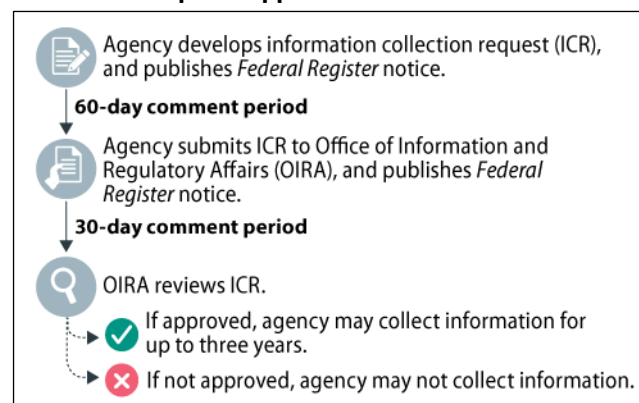 Agency develops information collection request (ICR),
and publishes Federal Register notice.
60-day comment period
Agency submits ICR to Office of Information and
Regulatory Affairs (OIRA), and publishes Federal
Register notice.
30-day comment period
OIRA reviews ICR.
If approved, agency may collect information for
up to three years.
If not approved, agency may not collect information.